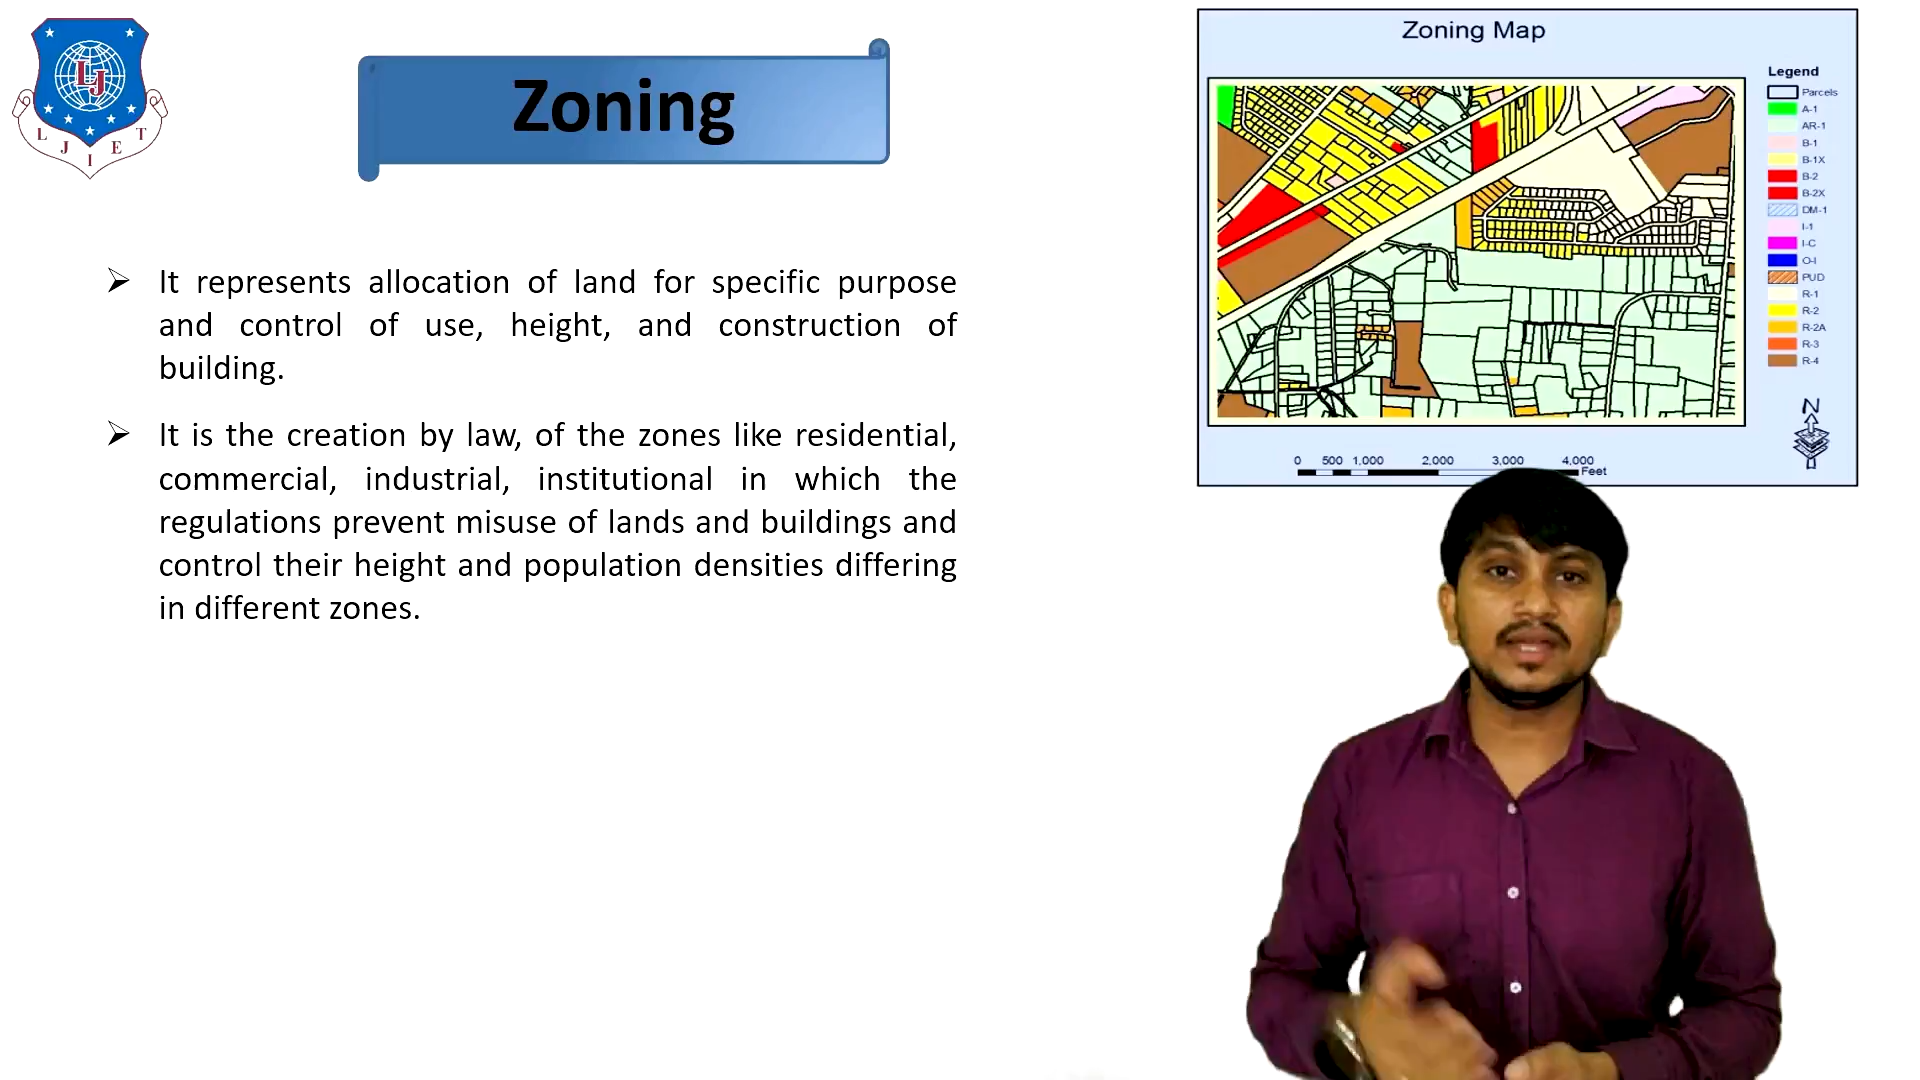 L J I E T
LJ
Zoning
It represents allocation of land for specific purpose
and control of use, height, and construction of
building.
It is the creation by law, of the zones like residential,
commercial, industrial, institutional in which the
regulations prevent misuse of lands and buildings and
control their height and population densities differing
in different zones.
Zoning Map
Legend
Parcels
A-1
AR-1
B-1
B-1X
B-2
B-2X
DM-1
I-1
I-C
O-I
PUD
R-1
R-2
R-2A
R-3
R-4
N
0 500 1,000 2,000 3,000 4,000
Feet